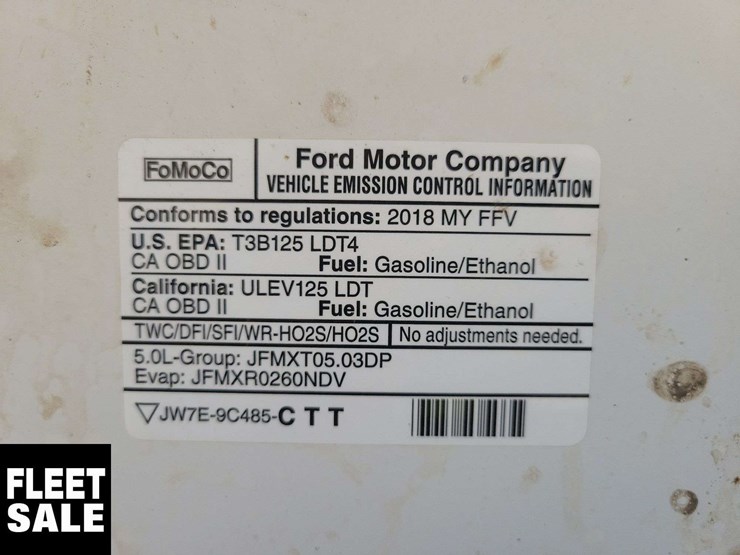 FoMoCo
Ford Motor Company
VEHICLE EMISSION CONTROL INFORMATION
Conforms to regulations: 2018 MY FFV
U.S. EPA: T3B125 LDT4
CA OBD II Fuel: Gasoline/Ethanol
California: ULEV125 LDT
CA OBD II Fuel: Gasoline/Ethanol
TWC/DFI/SFI/WR-HO2S/HO2S No adjustments needed.
5.0L-Group: JFMXT05.03DP
Evap: JFMXR0260NDV
JW7E-9C485-C T T
FLEET
SALE